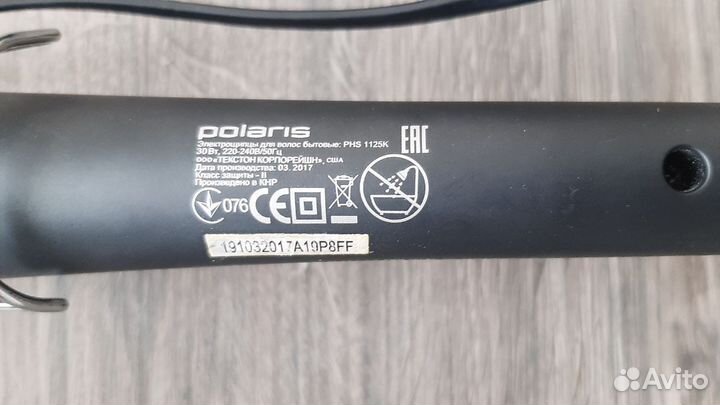 polaris
Электрощипцы для волос бытовые: PHS 1125K
30 Вт, 220-240В/50Гц
ООО «ТЕКСТОН КОРПОРЕЙШН», США
Дата производства: 03. 2017
Класс защиты – II
Произведено в КНР
EAC
076 CE
191032017A19P8FF
Avito